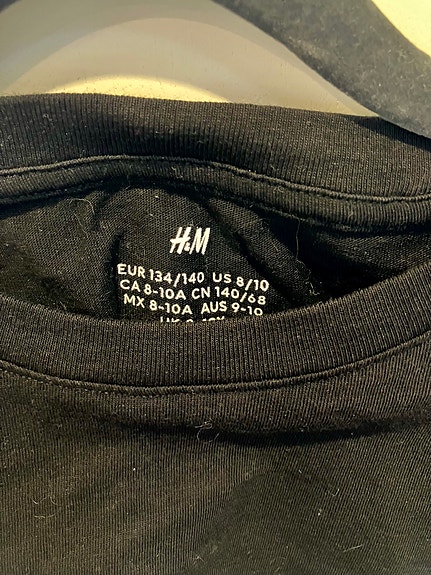 H&M
EUR 134/140 US 8/10
CA 8-10A CN 140/68
MX 8-10A AUS 9-10